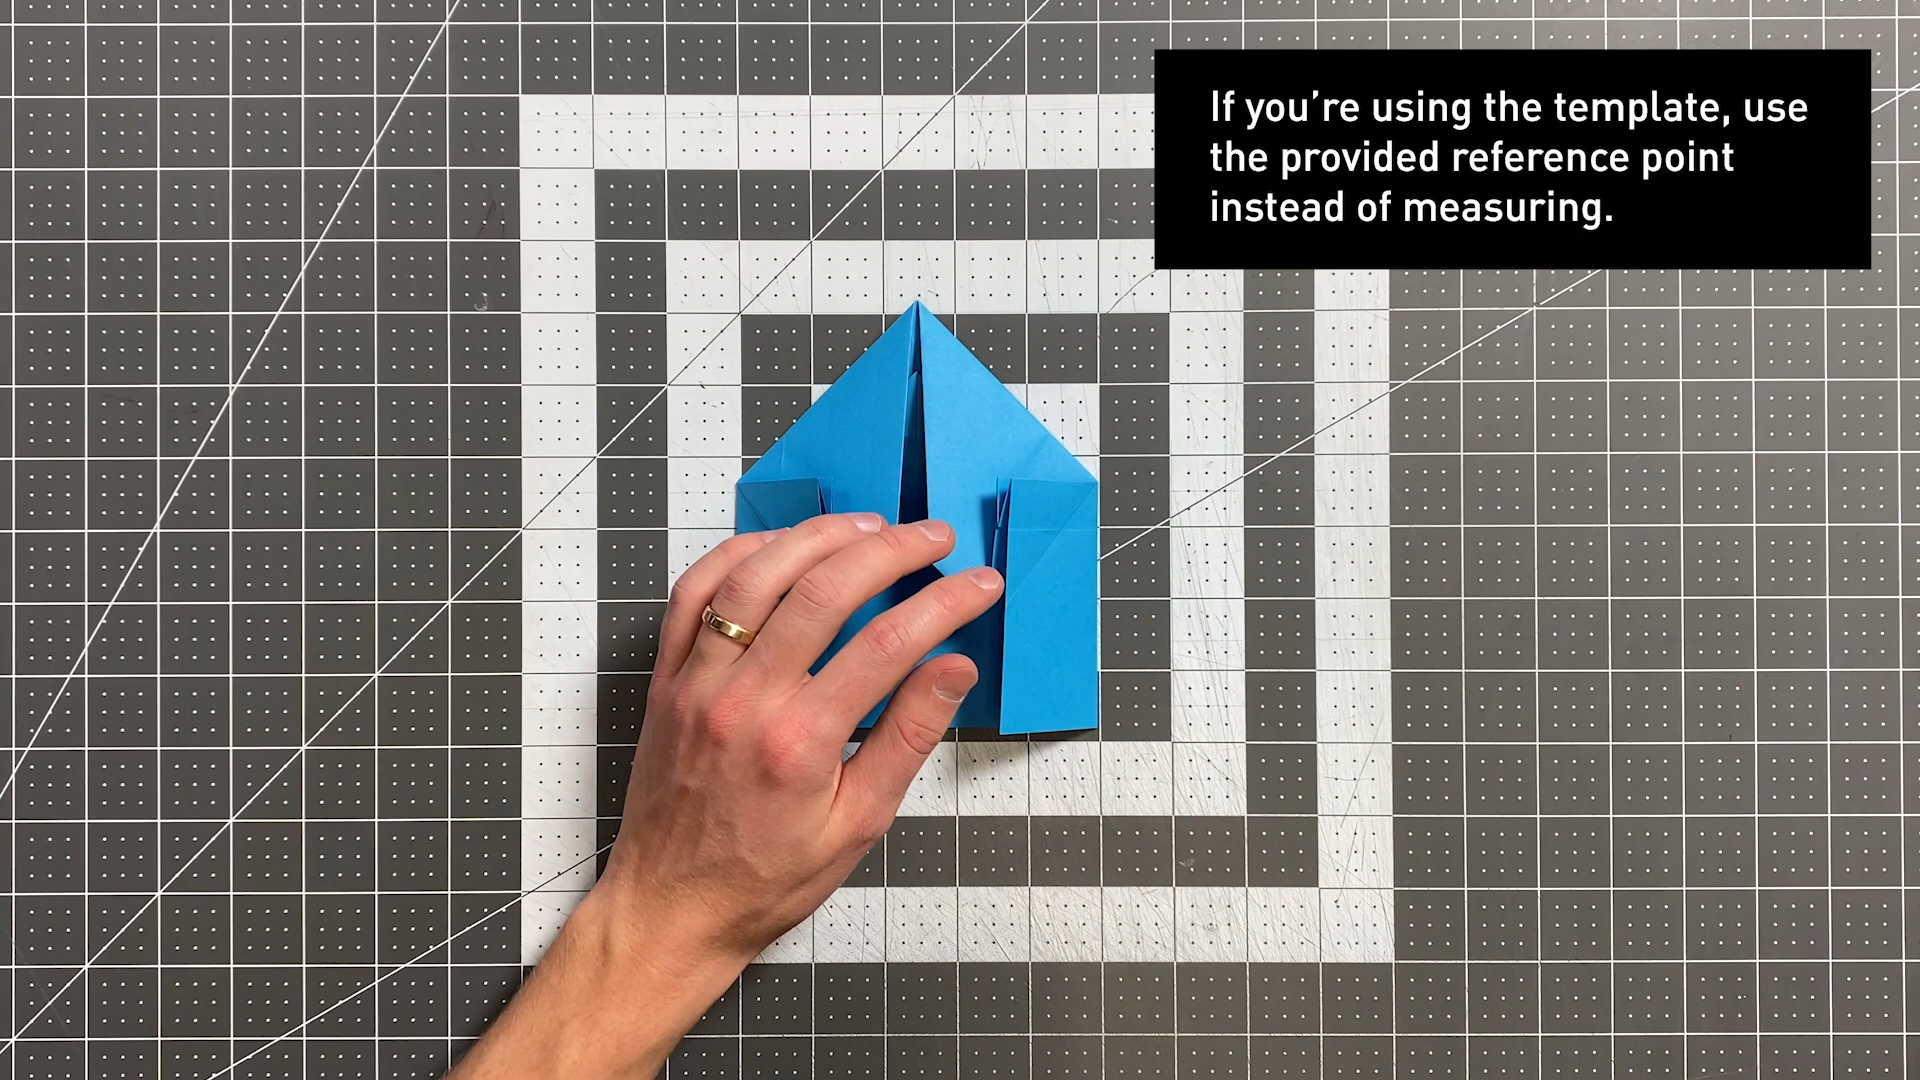 If you’re using the template, use
the provided reference point
instead of measuring.